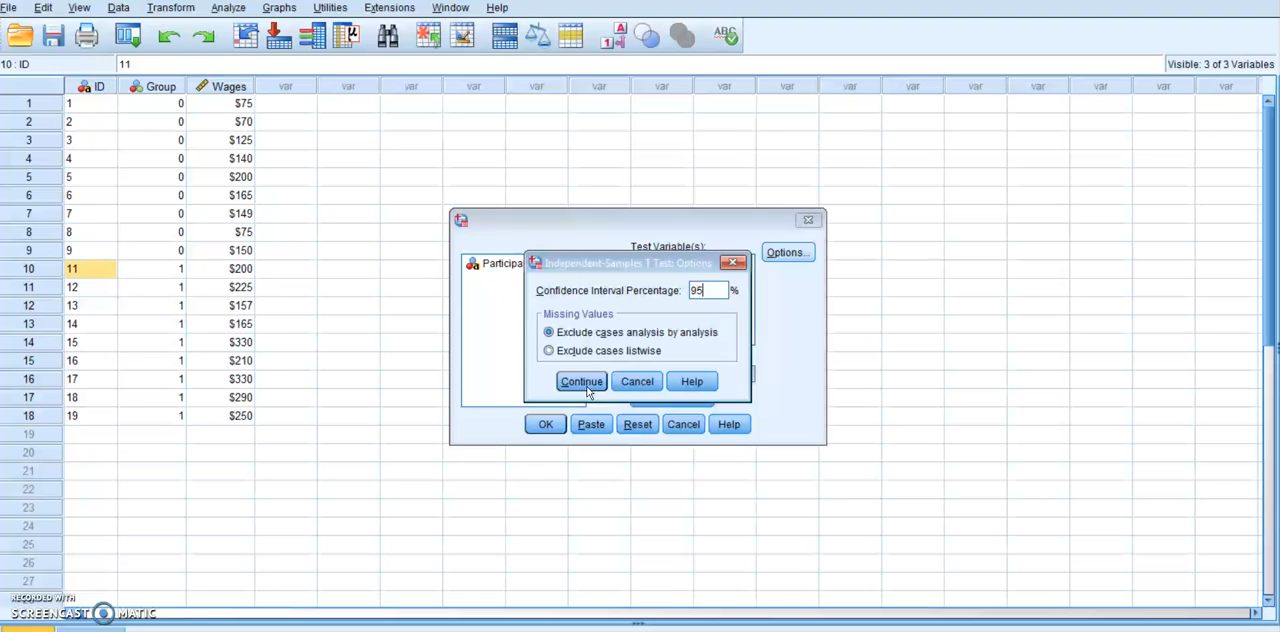 File Edit View Data Transform Analyze Graphs Utilities Extensions Window Help
10 : ID 11 Visible: 3 of 3 Variables
ID Group Wages var var var var var var var var var var var var var var var var
1 1 0 $75
2 2 0 $70
3 3 0 $125
4 4 0 $140
5 5 0 $200
6 6 0 $165
7 7 0 $149
8 8 0 $75
9 9 0 $150
10 11 1 $200
11 12 1 $225
12 13 1 $157
13 14 1 $165
14 15 1 $330
15 16 1 $210
16 17 1 $330
17 18 1 $290
18 19 1 $250
19
20
21
22
23
24
25
26
27
Test Variable(s):
Options...
Participa
Independent-Samples T Test: Options
Confidence Interval Percentage: 95 %
Missing Values
Exclude cases analysis by analysis
Exclude cases listwise
Continue Cancel Help
OK Paste Reset Cancel Help
RECORDED WITH
SCREENCAST MATIC